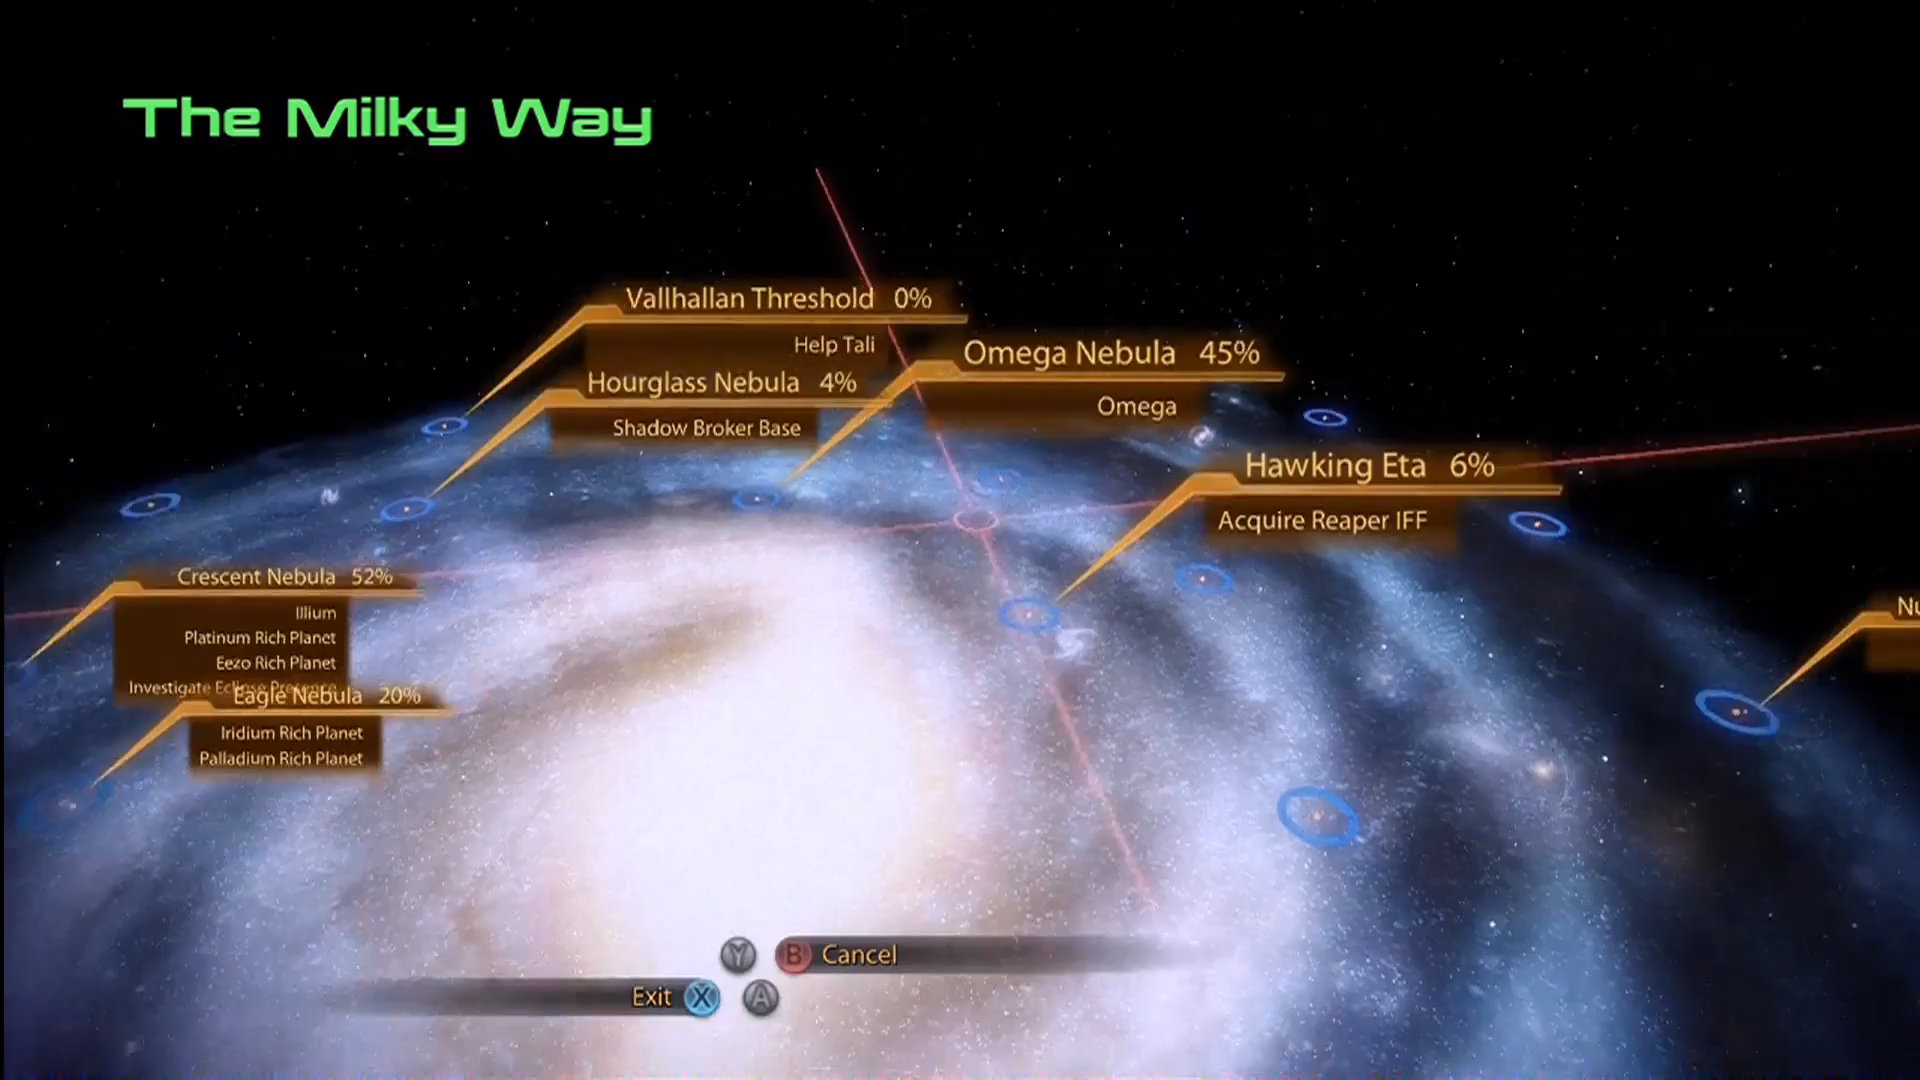 The Milky Way
Vallhallan Threshold 0%
Help Tali
Hourglass Nebula 4%
Shadow Broker Base
Omega Nebula 45%
Omega
Hawking Eta 6%
Acquire Reaper IFF
Crescent Nebula 52%
Illium
Platinum Rich Planet
Eezo Rich Planet
Investigate Eclipse Presence
Eagle Nebula 20%
Iridium Rich Planet
Palladium Rich Planet
Y B Cancel
Exit X A